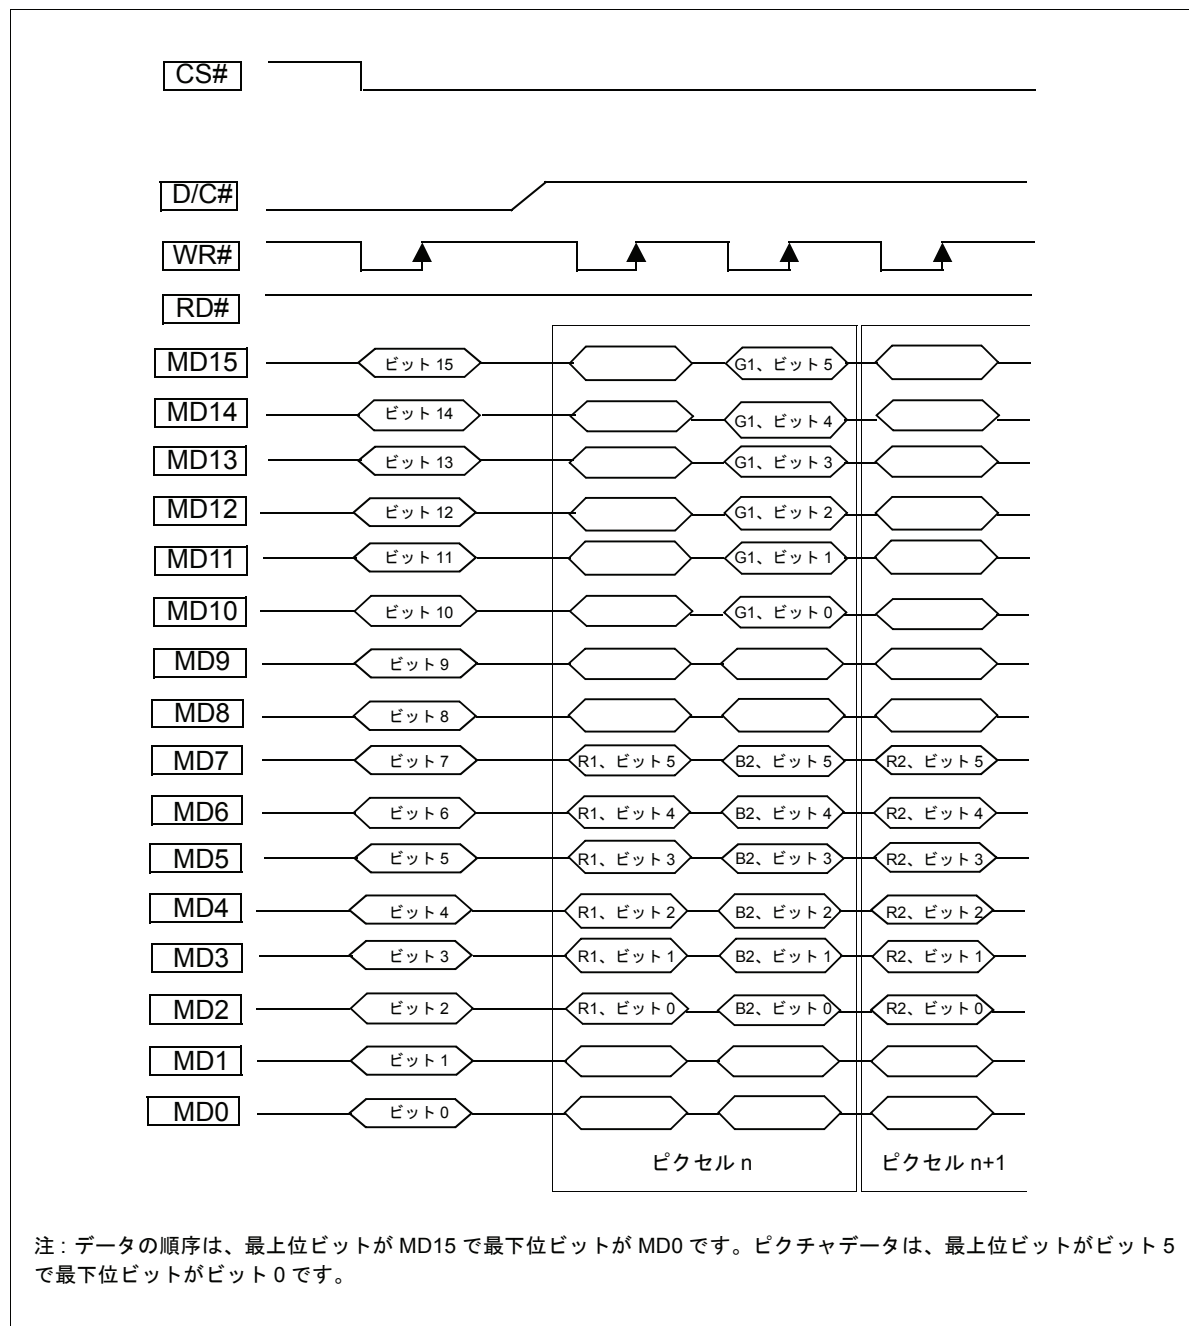 CS#
D/C#
WR#
RD#
MD15 ビット 15 G1、ビット 5
MD14 ビット 14 G1、ビット 4
MD13 ビット 13 G1、ビット 3
MD12 ビット 12 G1、ビット 2
MD11 ビット 11 G1、ビット 1
MD10 ビット 10 G1、ビット 0
MD9 ビット 9
MD8 ビット 8
MD7 ビット 7 R1、ビット 5 B2、ビット 5 R2、ビット 5
MD6 ビット 6 R1、ビット 4 B2、ビット 4 R2、ビット 4
MD5 ビット 5 R1、ビット 3 B2、ビット 3 R2、ビット 3
MD4 ビット 4 R1、ビット 2 B2、ビット 2 R2、ビット 2
MD3 ビット 3 R1、ビット 1 B2、ビット 1 R2、ビット 1
MD2 ビット 2 R1、ビット 0 B2、ビット 0 R2、ビット 0
MD1 ビット 1
MD0 ビット 0
ピクセル n ピクセル n+1
注 : データの順序は、最上位ビットが MD15 で最下位ビットが MD0 です。ピクチャデータは、最上位ビットがビット 5
で最下位ビットがビット 0 です。